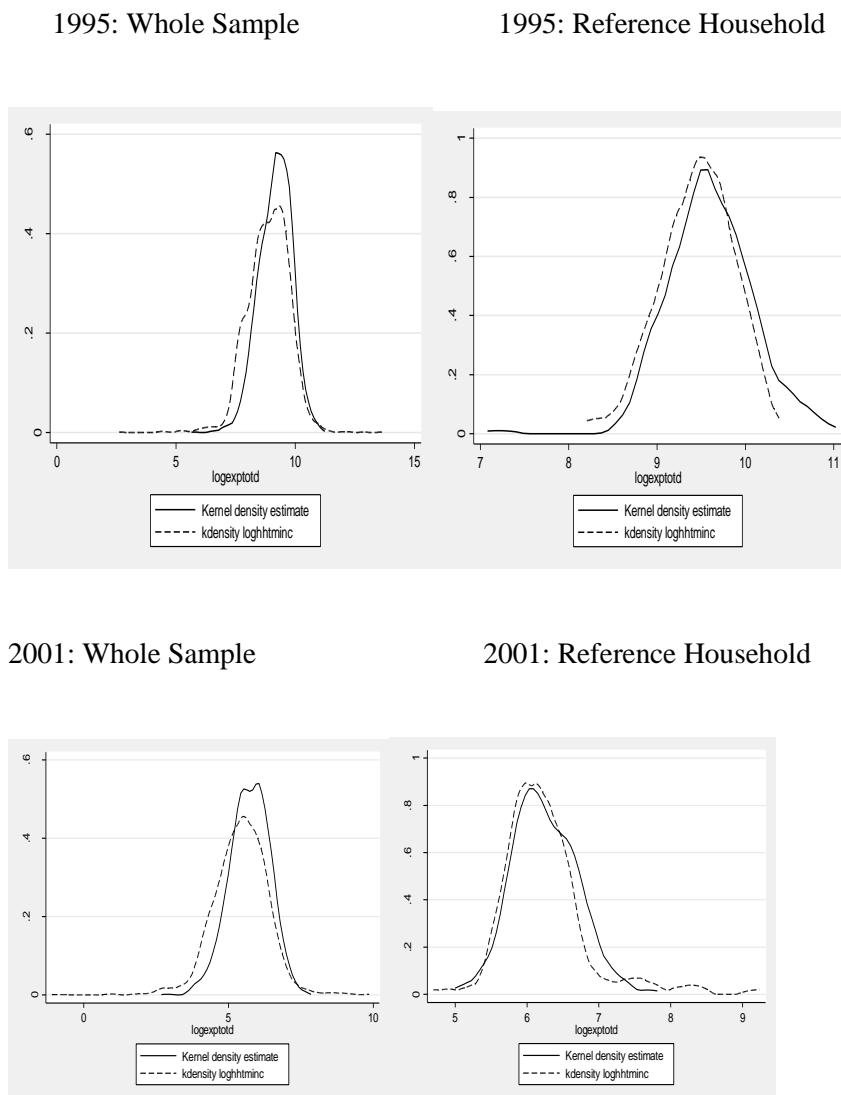 1995: Whole Sample
1995: Reference Household
.6
.4
.2
0
0 5 10 15
logexptotd
Kernel density estimate
kdensity loghhtminc
1
.8
.6
.4
.2
0
7 8 9 10 11
logexptotd
Kernel density estimate
kdensity loghhtminc
2001: Whole Sample
2001: Reference Household
.6
.4
.2
0
0 5 10
logexptotd
Kernel density estimate
kdensity loghhtminc
1
.8
.6
.4
.2
0
5 6 7 8 9
logexptotd
Kernel density estimate
kdensity loghhtminc